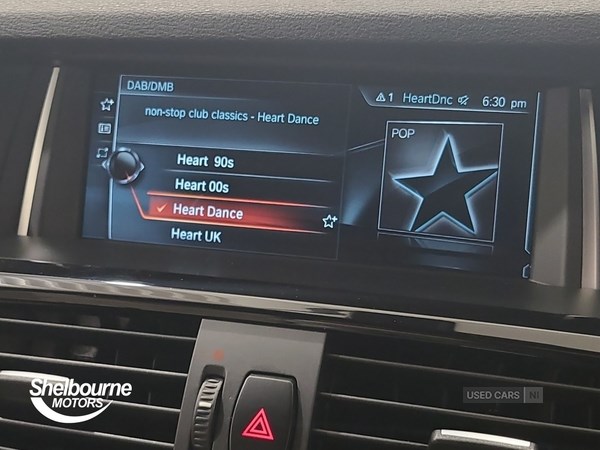 DAB/DMB
1 HeartDnc 6:30 pm
non-stop club classics - Heart Dance
POP
Heart 90s
Heart 00s
Heart Dance
Heart UK
Shelbourne
MOTORS
USED CARS NI